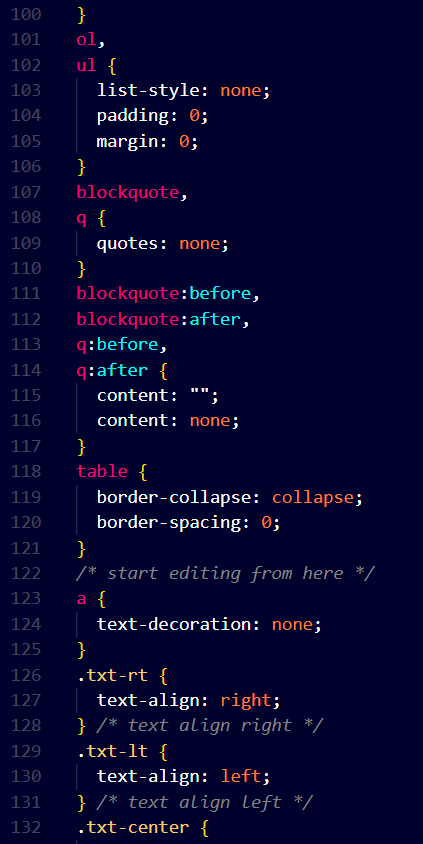 100 }
101 ol,
102 ul {
103 list-style: none;
104 padding: 0;
105 margin: 0;
106 }
107 blockquote,
108 q {
109 quotes: none;
110 }
111 blockquote:before,
112 blockquote:after,
113 q:before,
114 q:after {
115 content: "";
116 content: none;
117 }
118 table {
119 border-collapse: collapse;
120 border-spacing: 0;
121 }
122 /* start editing from here */
123 a {
124 text-decoration: none;
125 }
126 .txt-rt {
127 text-align: right;
128 } /* text align right */
129 .txt-lt {
130 text-align: left;
131 } /* text align left */
132 .txt-center {